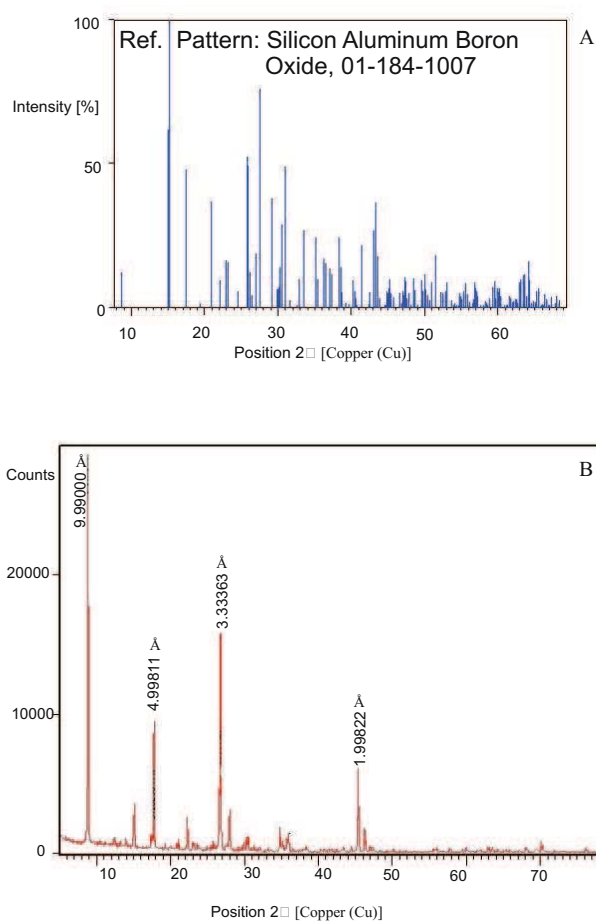 100
Ref. Pattern: Silicon Aluminum Boron
Oxide, 01-184-1007
A
Intensity [%]
50
0
10 20 30 40 50 60
Position 2□ [Copper (Cu)]
B
Counts
9.99000 Å
4.99811 Å
3.33363 Å
1.99822 Å
20000
10000
0
10 20 30 40 50 60 70
Position 2□ [Copper (Cu)]